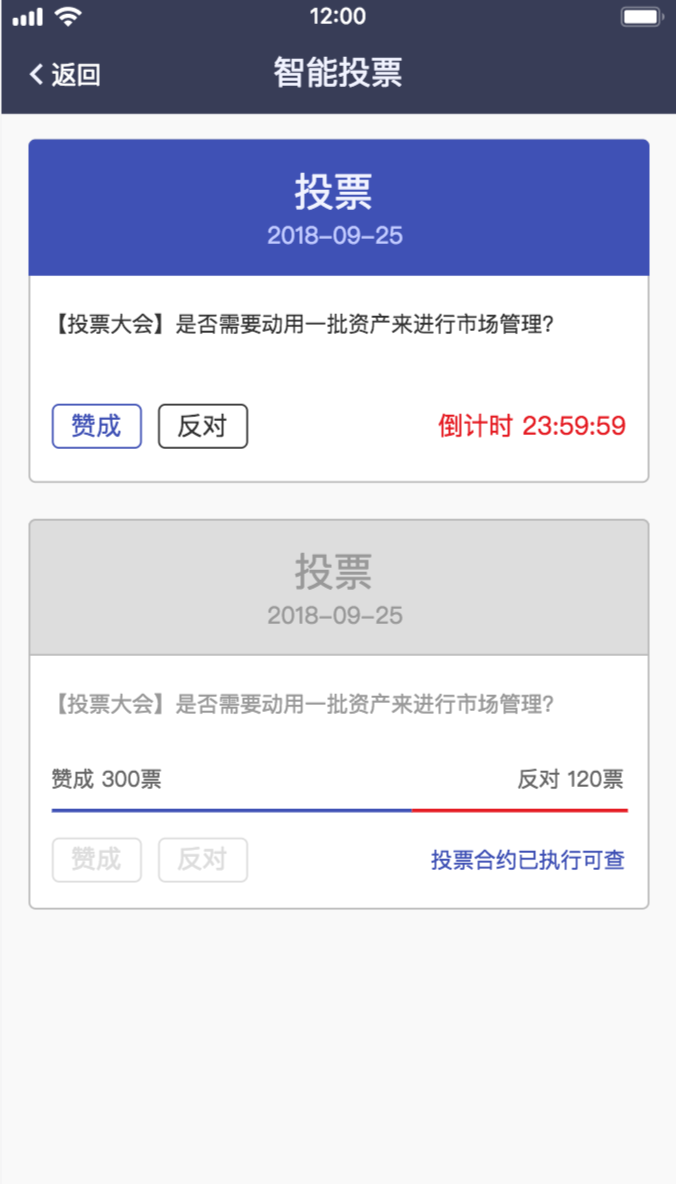 12:00
返回
智能投票
投票
2018-09-25
【投票大会】是否需要动用一批资产来进行市场管理?
赞成 反对 倒计时 23:59:59
投票
2018-09-25
【投票大会】是否需要动用一批资产来进行市场管理?
赞成 300票 反对 120票
赞成 反对 投票合约已执行可查